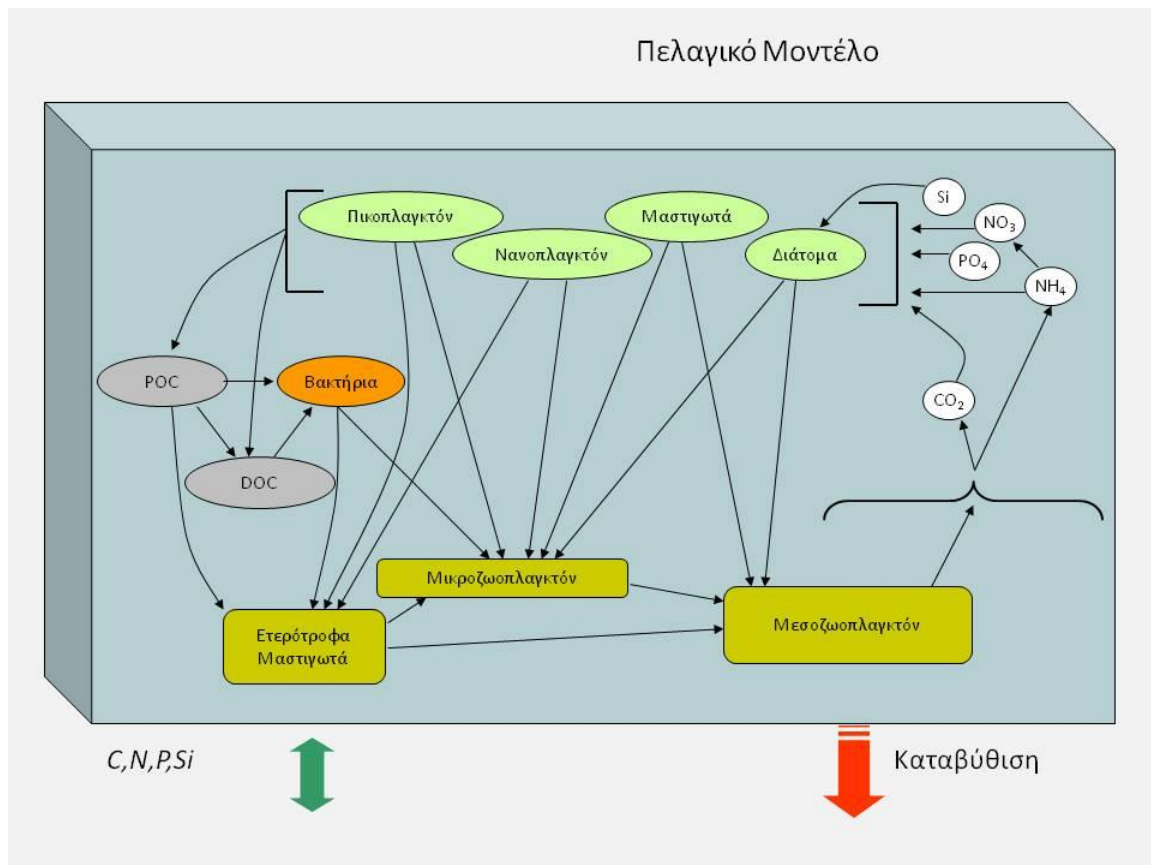 Πελαγικό Μοντέλο
Si
Πικοπλαγκτόν
Μαστιγωτά
NO₃
Νανοπλαγκτόν
Διάτομα
PO₄
NH₄
POC
Βακτήρια
CO₂
DOC
Μικροζωοπλαγκτόν
Μεσοζωοπλαγκτόν
Ετερότροφα
Μαστιγωτά
C,N,P,Si
Καταβύθιση